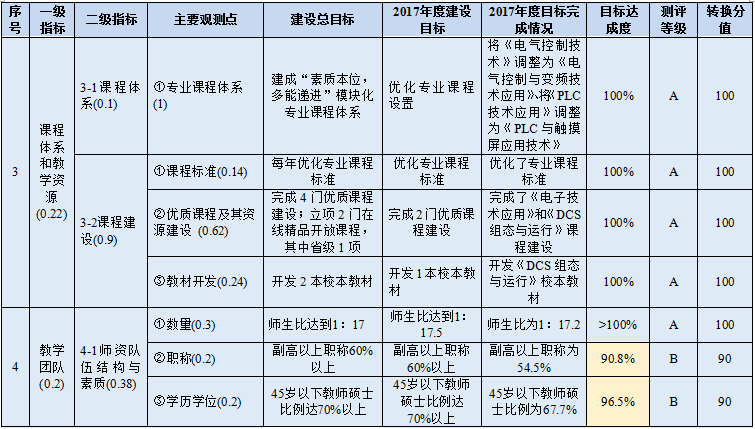 序号
一级指标
二级指标
主要观测点
建设总目标
2017年度建设目标
2017年度目标完成情况
目标达成度
测评等级
转换分值
3
课程体系和教学资源(0.22)
3-1课程体系(0.1)
①专业课程体系(1)
建成“素质本位，多能递进”模块化专业课程体系
优化专业课程设置
将《电气控制技术》调整为《电气控制与变频技术应用》、将《PLC技术应用》调整为《PLC与触摸屏应用技术》
100%
A
100
3-2课程建设(0.9)
①课程标准(0.14)
每年优化专业课程标准
优化专业课程标准
优化了专业课程标准
100%
A
100
②优质课程及其资源建设 (0.62)
完成4门优质课程建设；立项2门在线精品开放课程，其中省级1项
完成2门优质课程建设
完成了《电子技术应用》和《DCS组态与运行》课程建设
100%
A
100
③教材开发(0.24)
开发2本校本教材
开发1本校本教材
开发《DCS组态与运行》校本教材
100%
A
100
4
教学团队(0.2)
4-1师资队伍结构与素质(0.38)
①数量(0.3)
师生比达到1：17
师生比达到1：17.5
师生比为1：17.2
>100%
A
100
②职称(0.2)
副高以上职称60%以上
副高以上职称60%以上
副高以上职称为54.5%
90.8%
B
90
③学历学位(0.2)
45岁以下教师硕士比例达70%以上
45岁以下教师硕士比例达70%以上
45岁以下教师硕士比例为67.7%
96.5%
B
90